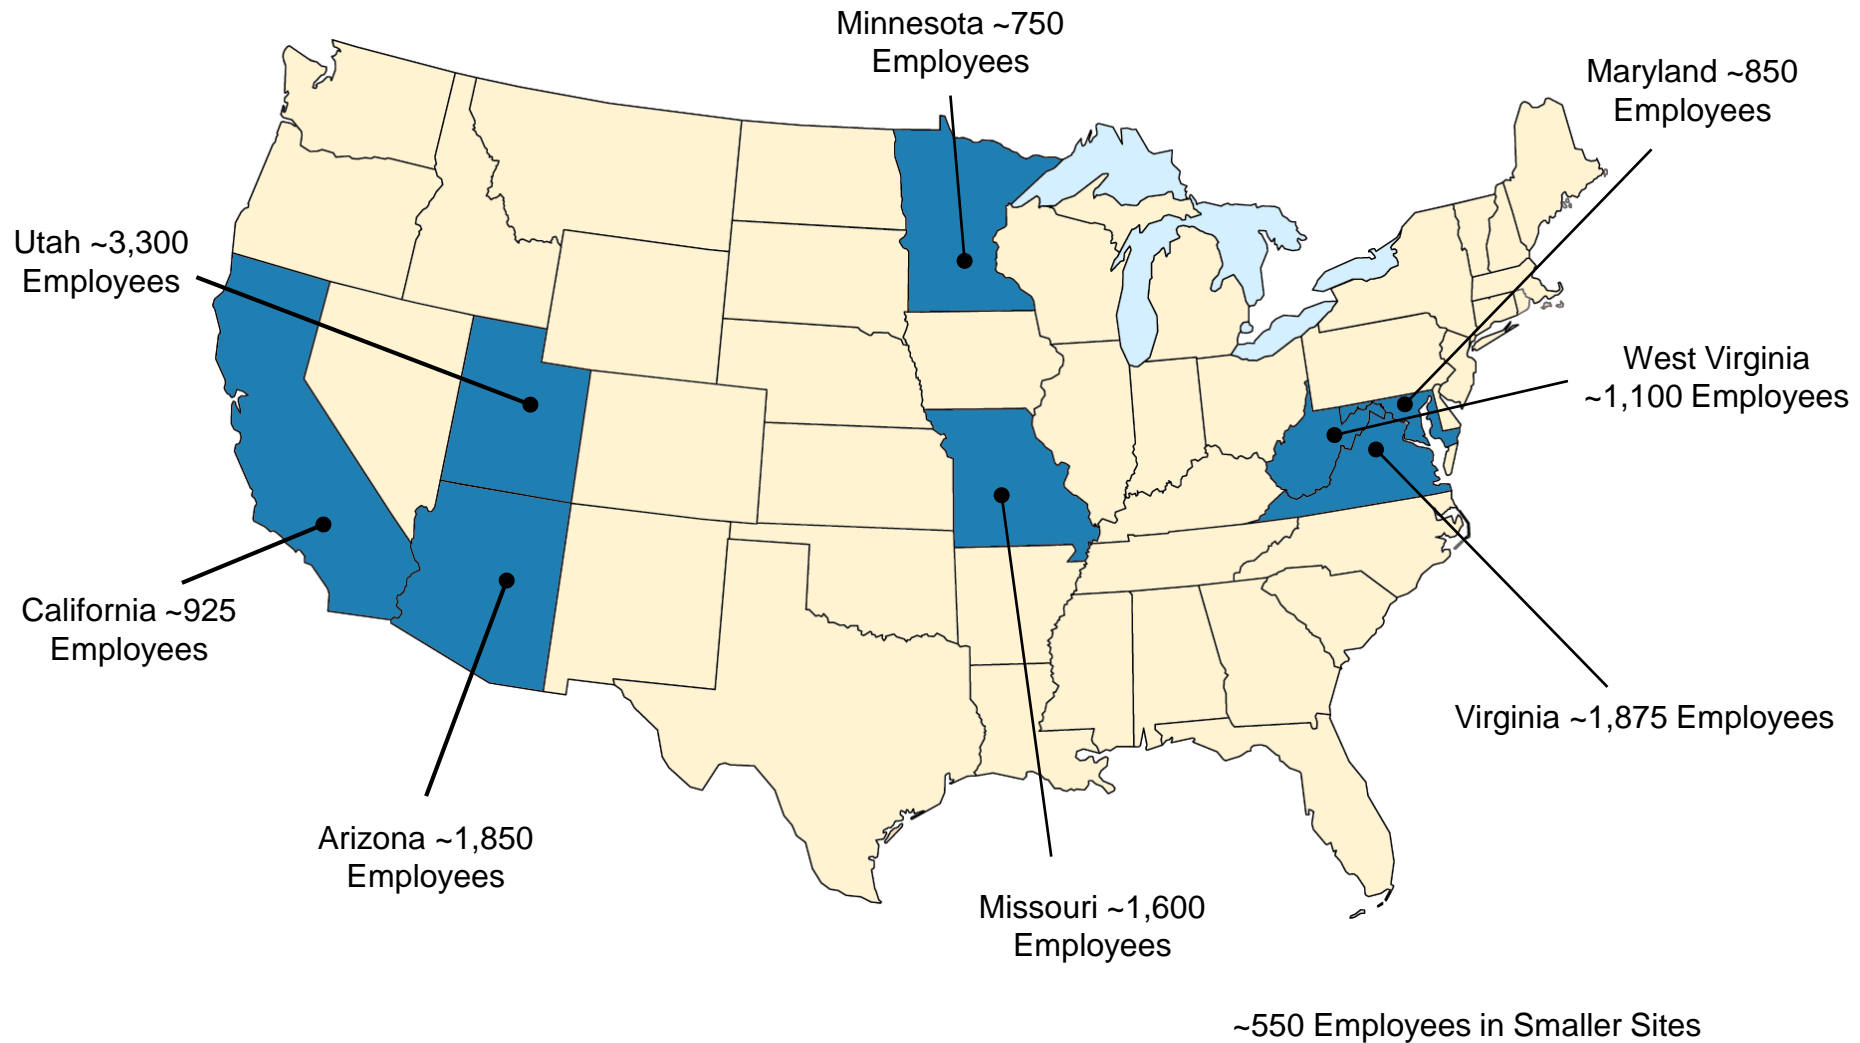 Minnesota ~750
Employees
Maryland ~850
Employees
Utah ~3,300
Employees
West Virginia
~1,100 Employees
California ~925
Employees
Virginia ~1,875 Employees
Arizona ~1,850
Employees
Missouri ~1,600
Employees
~550 Employees in Smaller Sites